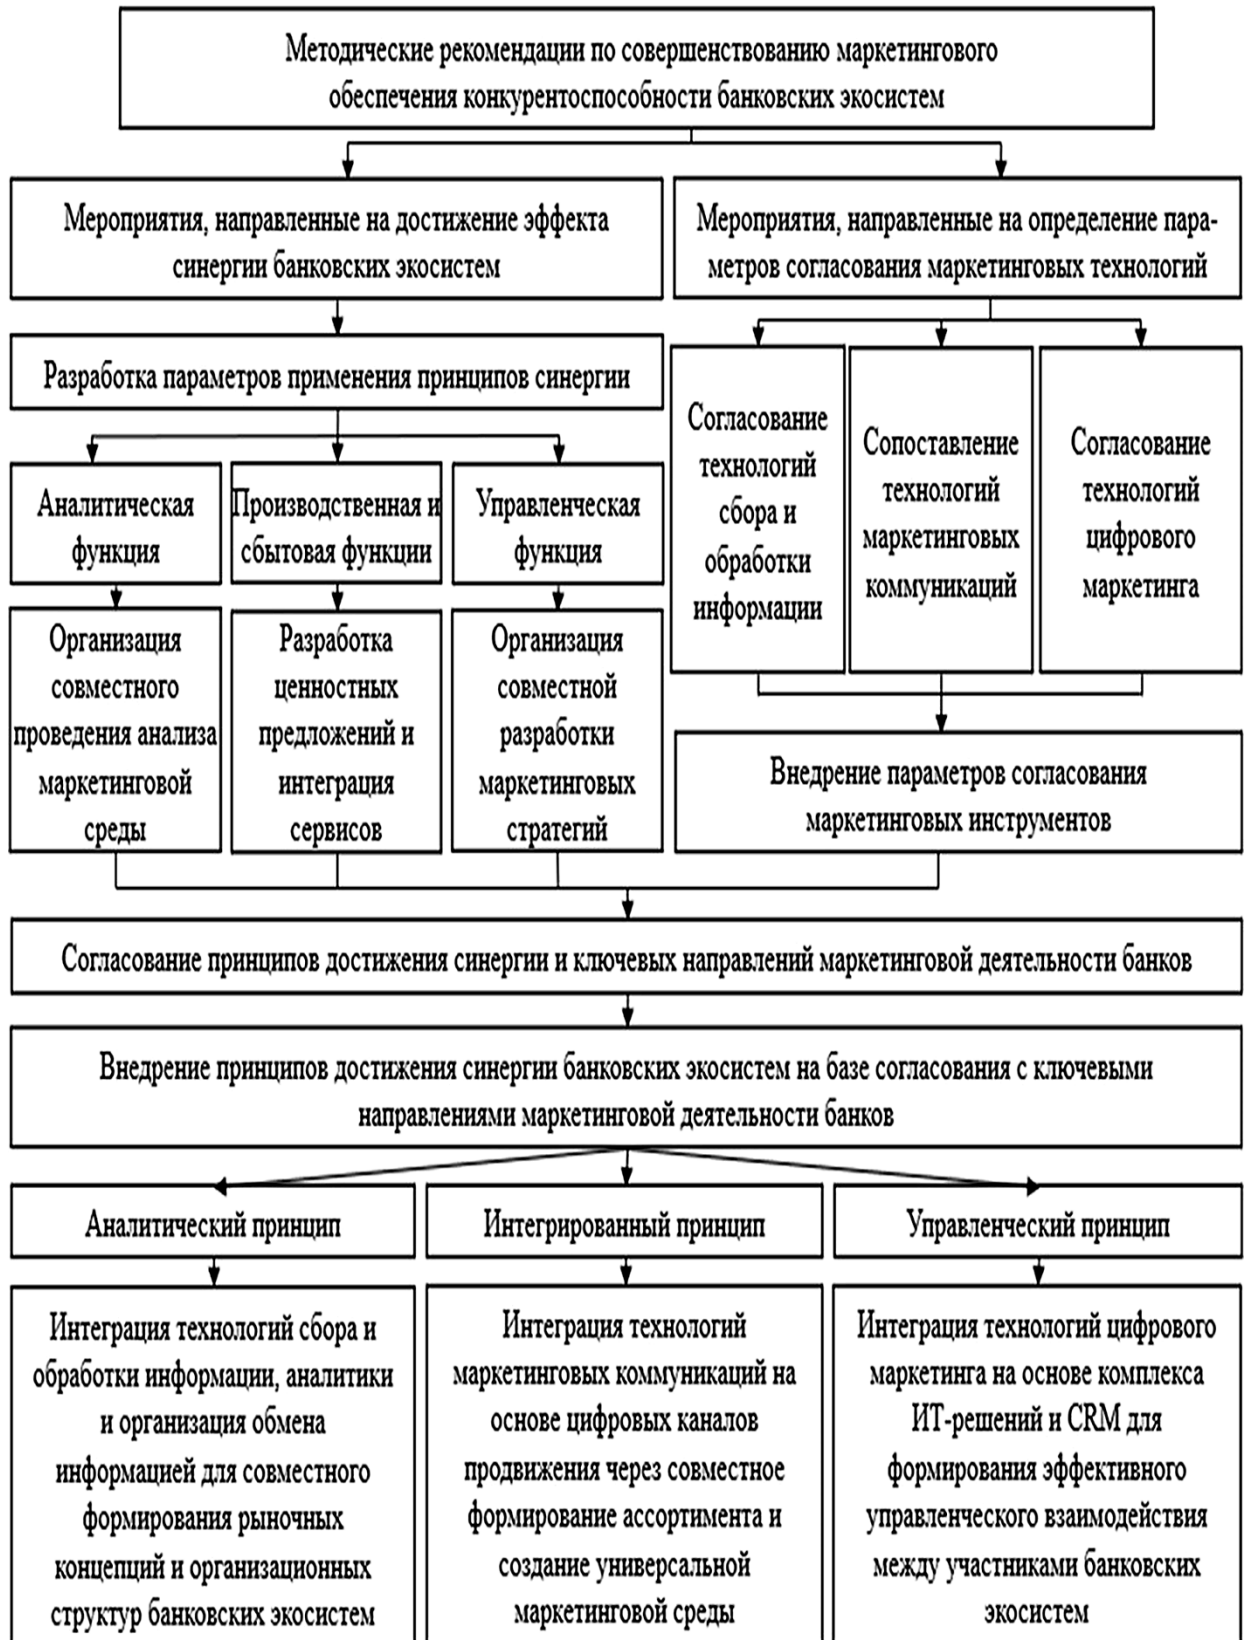 Методические рекомендации по совершенствованию маркетингового
обеспечения конкурентоспособности банковских экосистем
Мероприятия, направленные на достижение эффекта
синергии банковских экосистем
Мероприятия, направленные на определение пара-
метров согласования маркетинговых технологий
Разработка параметров применения принципов синергии
Аналитическая
функция
Производственная и
сбытовая функции
Управленческая
функция
Согласование
технологий
сбора и
обработки
информации
Сопоставление
технологий
маркетинговых
коммуникаций
Согласование
технологий
цифрового
маркетинга
Организация
совместного
проведения анализа
маркетинговой
среды
Разработка
ценностных
предложений и
интеграция
сервисов
Организация
совместной
разработки
маркетинговых
стратегий
Внедрение параметров согласования
маркетинговых инструментов
Согласование принципов достижения синергии и ключевых направлений маркетинговой деятельности банков
Внедрение принципов достижения синергии банковских экосистем на базе согласования с ключевыми
направлениями маркетинговой деятельности банков
Аналитический принцип
Интегрированный принцип
Управленческий принцип
Интеграция технологий сбора и
обработки информации, аналитики
и организация обмена
информацией для совместного
формирования рыночных
концепций и организационных
структур банковских экосистем
Интеграция технологий
маркетинговых коммуникаций на
основе цифровых каналов
продвижения через совместное
формирование ассортимента и
создание универсальной
маркетинговой среды
Интеграция технологий цифрового
маркетинга на основе комплекса
ИТ-решений и CRM для
формирования эффективного
управленческого взаимодействия
между участниками банковских
экосистем